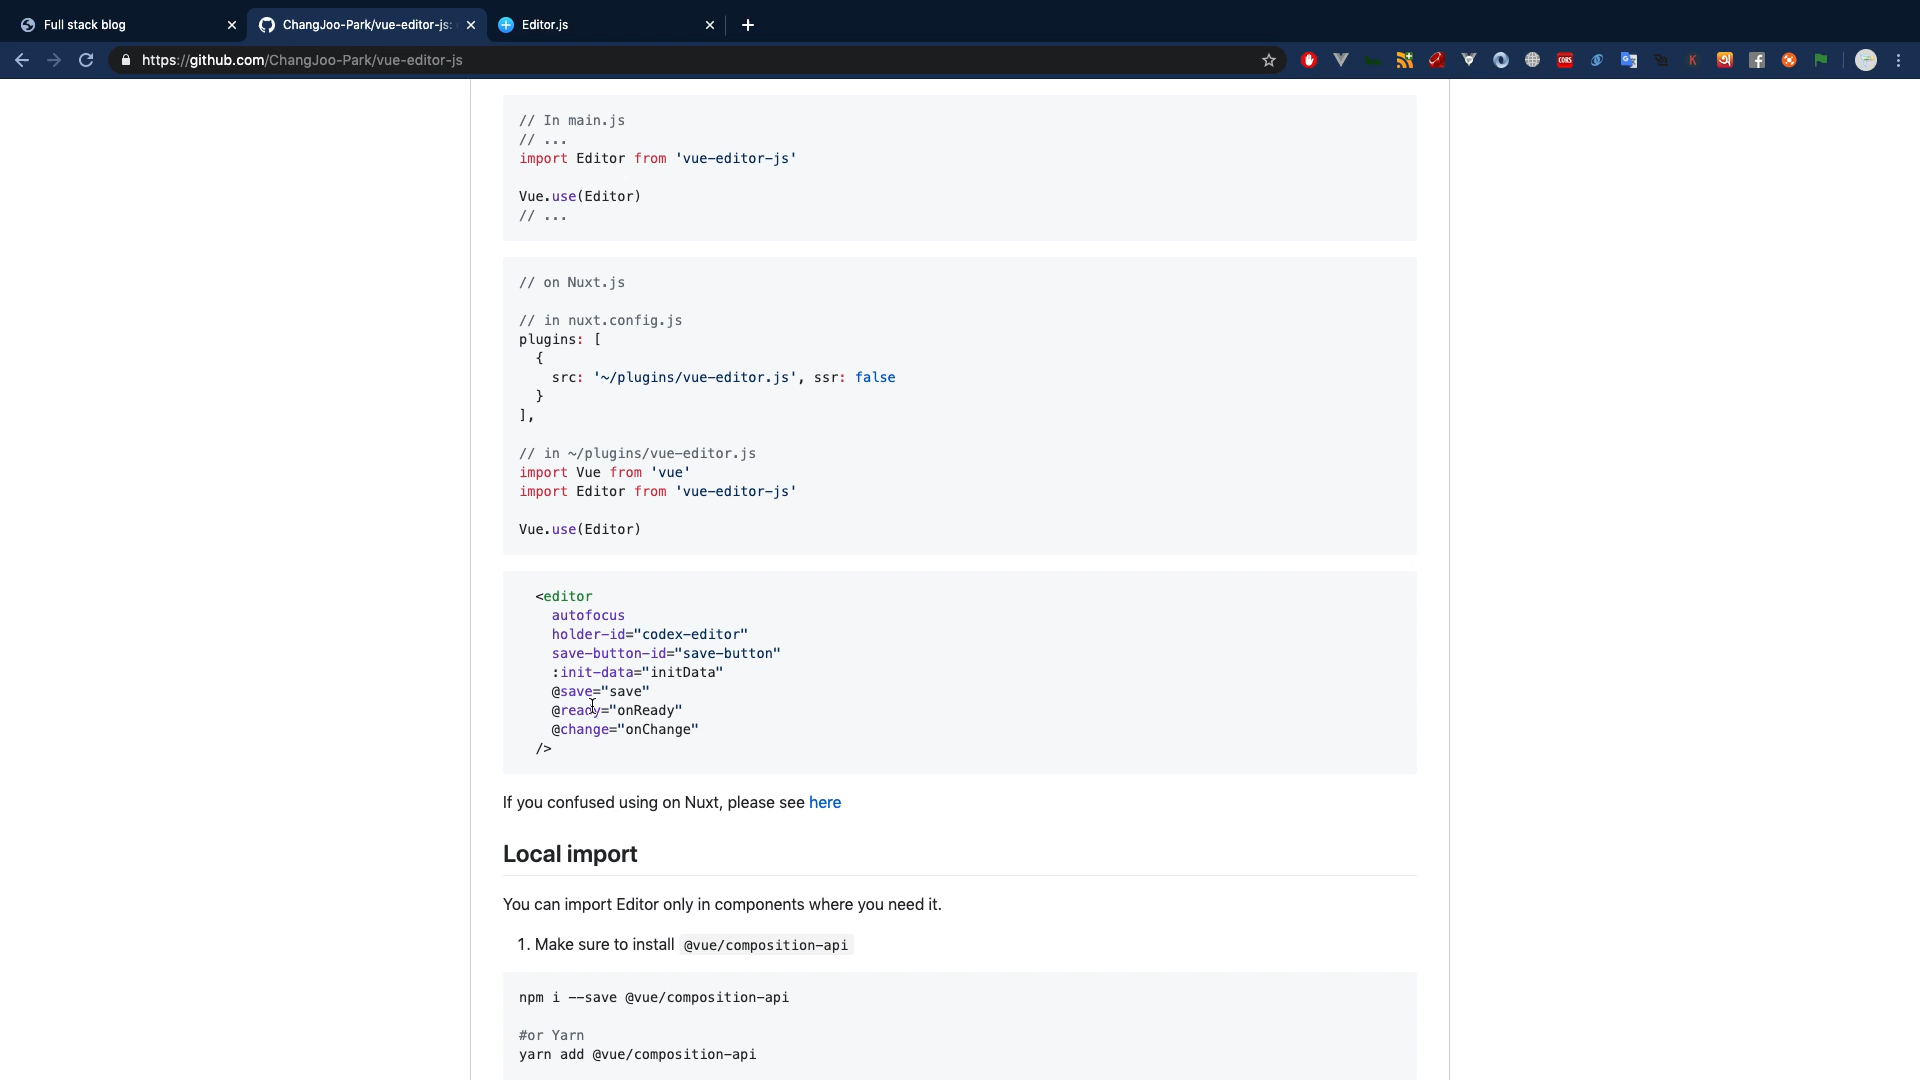 Full stack blog
ChangJoo-Park/vue-editor-js:
Editor.js
https://github.com/ChangJoo-Park/vue-editor-js
CORS
K
// In main.js
// ...
import Editor from 'vue-editor-js'
Vue.use(Editor)
// ...
// on Nuxt.js
// in nuxt.config.js
plugins: [
{
src: '~/plugins/vue-editor.js', ssr: false
}
],
// in ~/plugins/vue-editor.js
import Vue from 'vue'
import Editor from 'vue-editor-js'
Vue.use(Editor)
<editor
autofocus
holder-id="codex-editor"
save-button-id="save-button"
:init-data="initData"
@save="save"
@ready="onReady"
@change="onChange"
/>
If you confused using on Nuxt, please see here
Local import
You can import Editor only in components where you need it.
1. Make sure to install @vue/composition-api
npm i --save @vue/composition-api
#or Yarn
yarn add @vue/composition-api